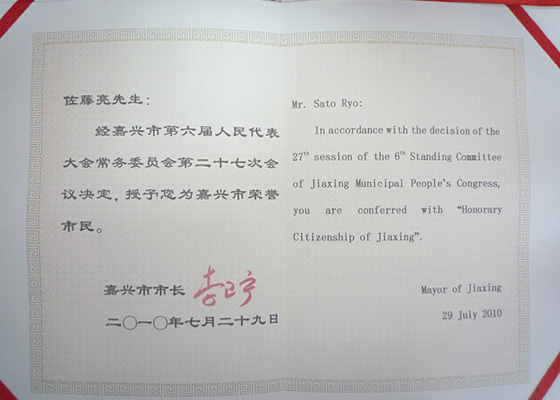 佐藤亮先生：
经嘉兴市第六届人民代表
大会常务委员会第二十七次会
议决定，授予您为嘉兴市荣誉
市民。
嘉兴市市长 李卫宁
二〇一〇年七月二十九日
Mr. Sato Ryo:
In accordance with the decision of the
27th session of the 6th Standing Committee
of Jiaxing Municipal People's Congress,
you are conferred with “Honorary
Citizenship of Jiaxing”.
Mayor of Jiaxing
29 July 2010